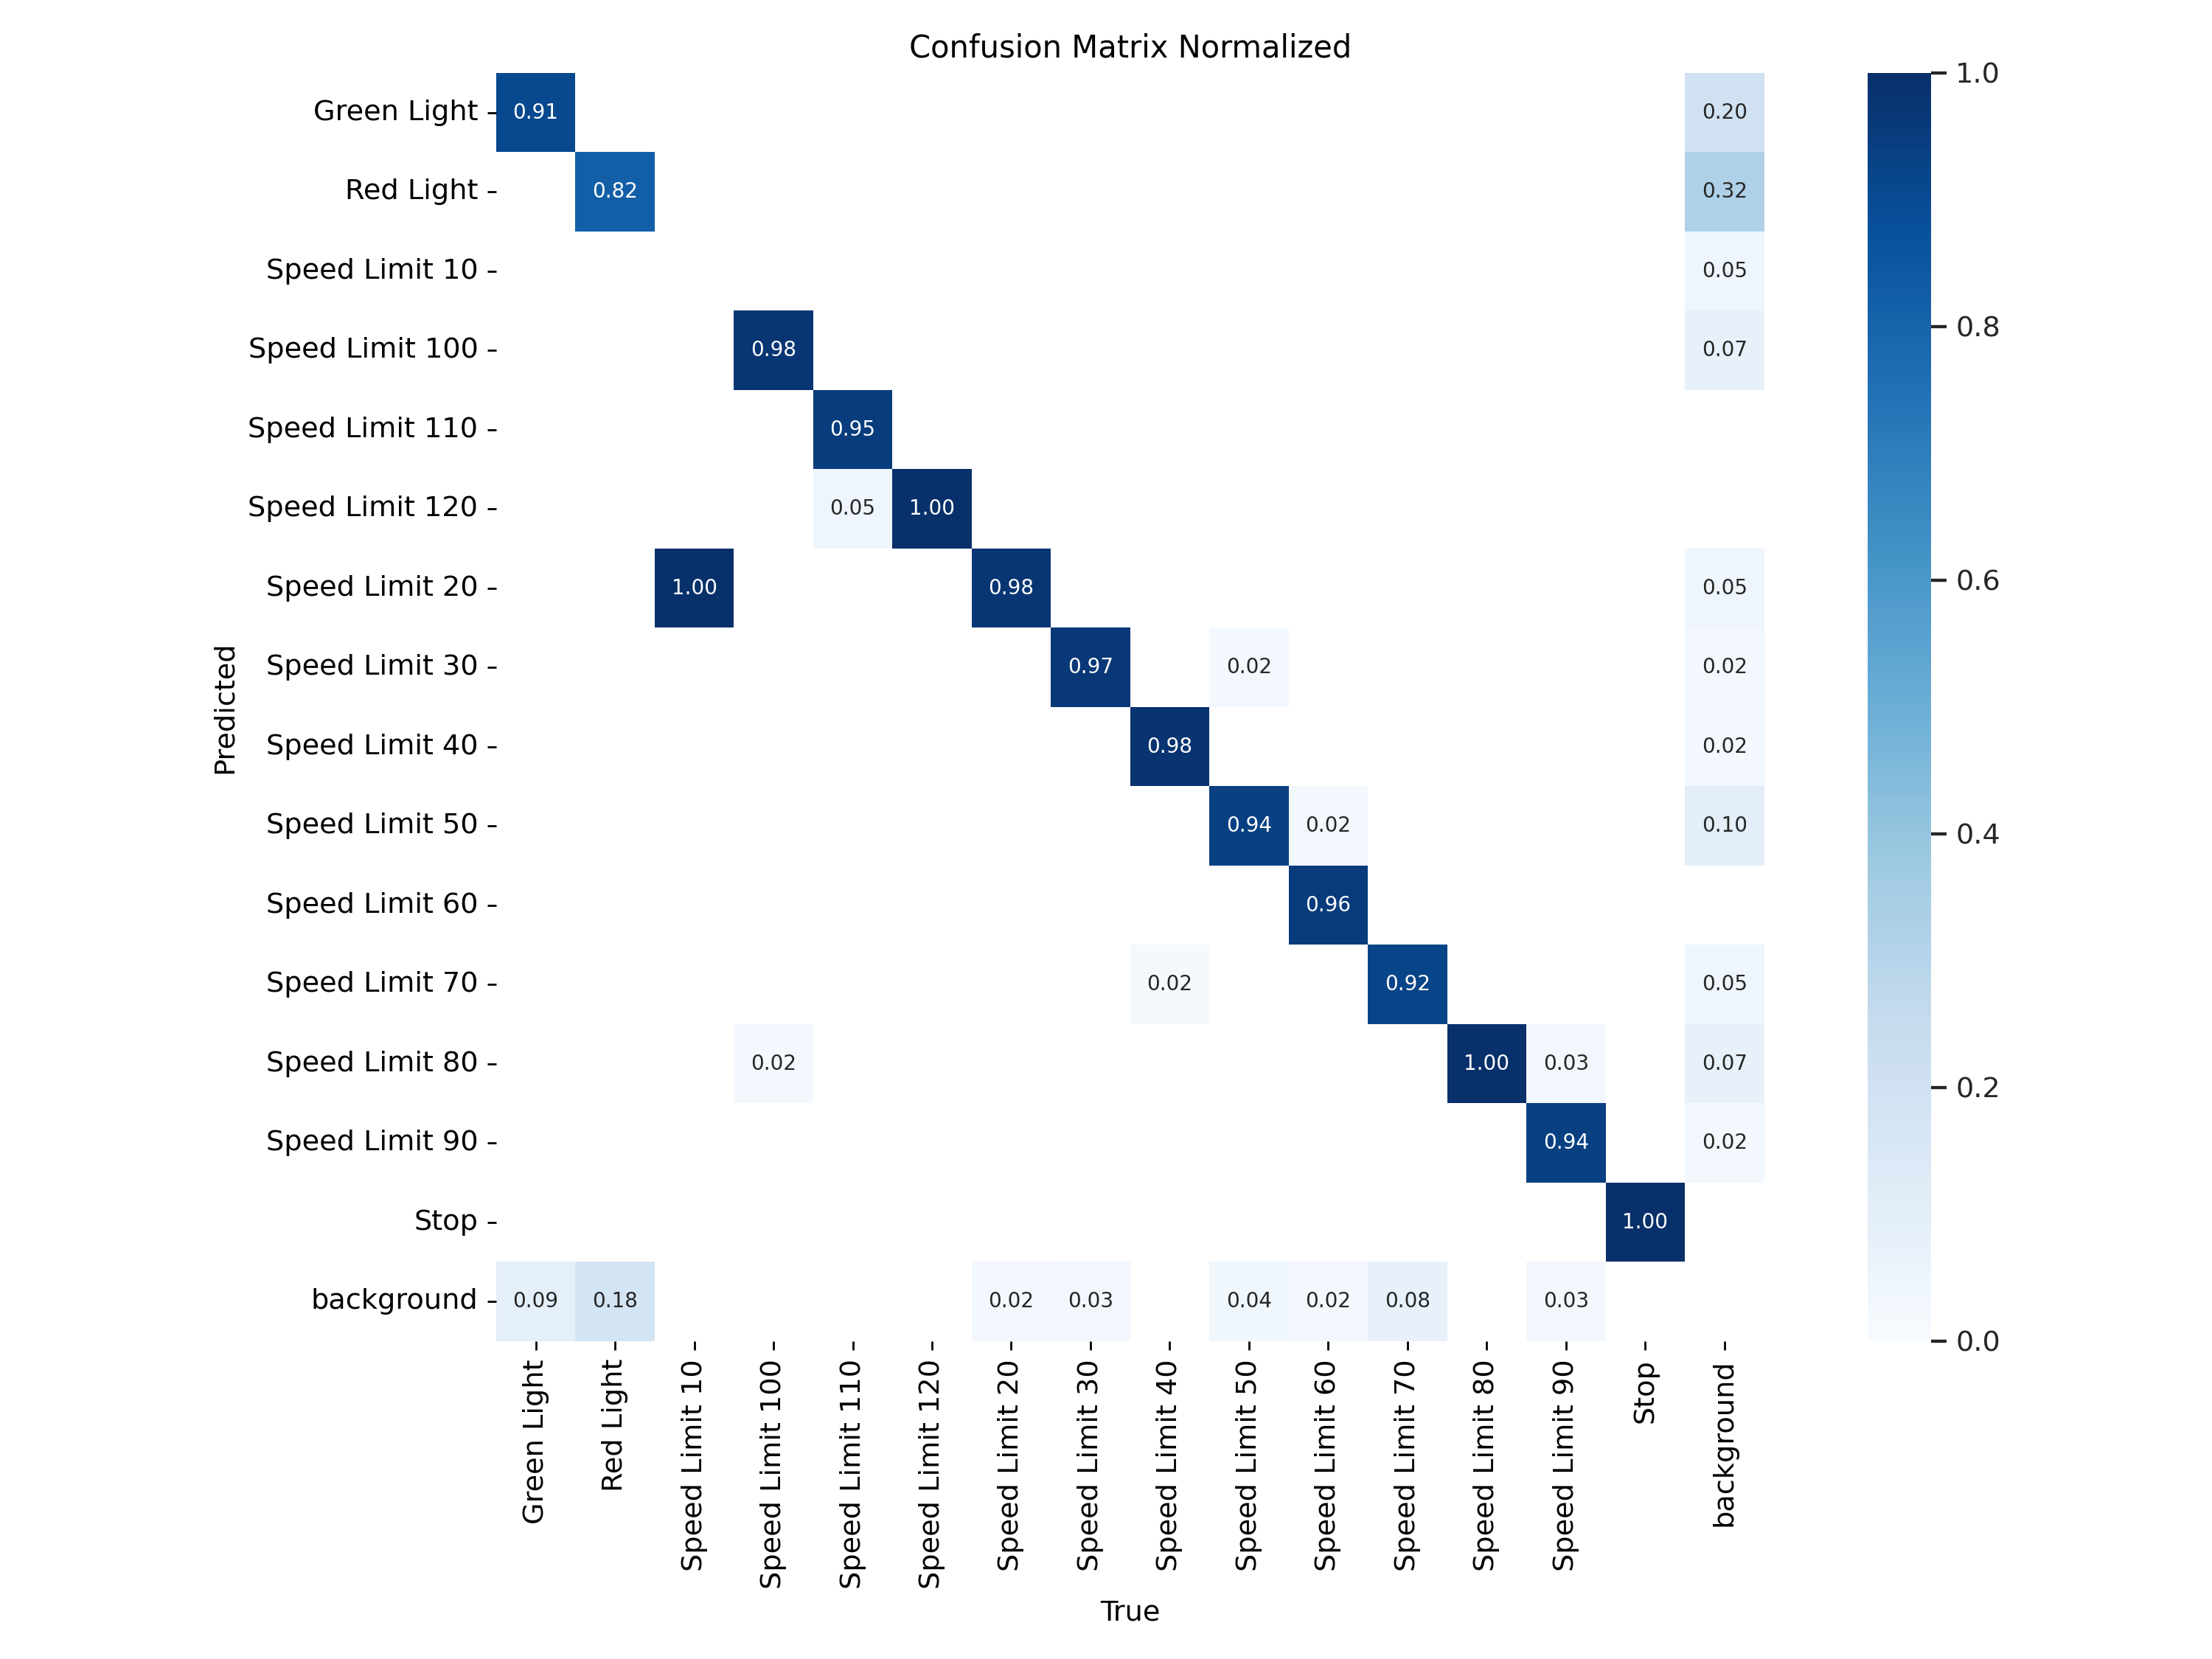 Confusion Matrix Normalized
Green Light 0.91 0.20
Red Light 0.82 0.32
Speed Limit 10 0.05
Speed Limit 100 0.98 0.07
Speed Limit 110 0.95
Speed Limit 120 0.05 1.00
Speed Limit 20 1.00 0.98 0.05
Speed Limit 30 0.97 0.02 0.02
Speed Limit 40 0.98 0.02
Speed Limit 50 0.94 0.02 0.10
Speed Limit 60 0.96
Speed Limit 70 0.02 0.92 0.05
Speed Limit 80 0.02 1.00 0.03 0.07
Speed Limit 90 0.94 0.02
Stop 1.00
background 0.09 0.18 0.02 0.03 0.04 0.02 0.08 0.03
Predicted
Green Light
Red Light
Speed Limit 10
Speed Limit 100
Speed Limit 110
Speed Limit 120
Speed Limit 20
Speed Limit 30
Speed Limit 40
Speed Limit 50
Speed Limit 60
Speed Limit 70
Speed Limit 80
Speed Limit 90
Stop
background
True
1.0
0.8
0.6
0.4
0.2
0.0